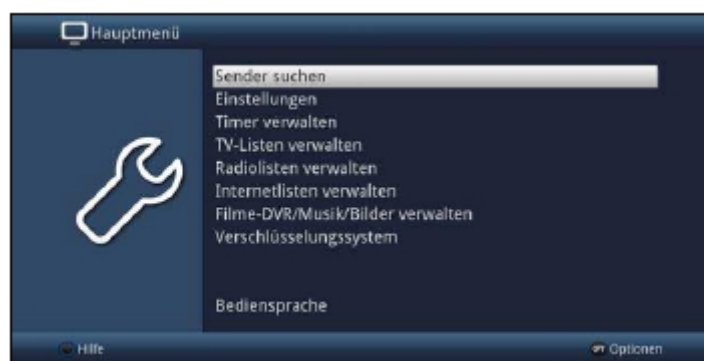 Hauptmenü
Sender suchen
Einstellungen
Timer verwalten
TV-Listen verwalten
Radiolisten verwalten
Internetlisten verwalten
Filme-DVR/Musik/Bilder verwalten
Verschlüsselungssystem
Bediensprache
Hilfe
OPT Optionen